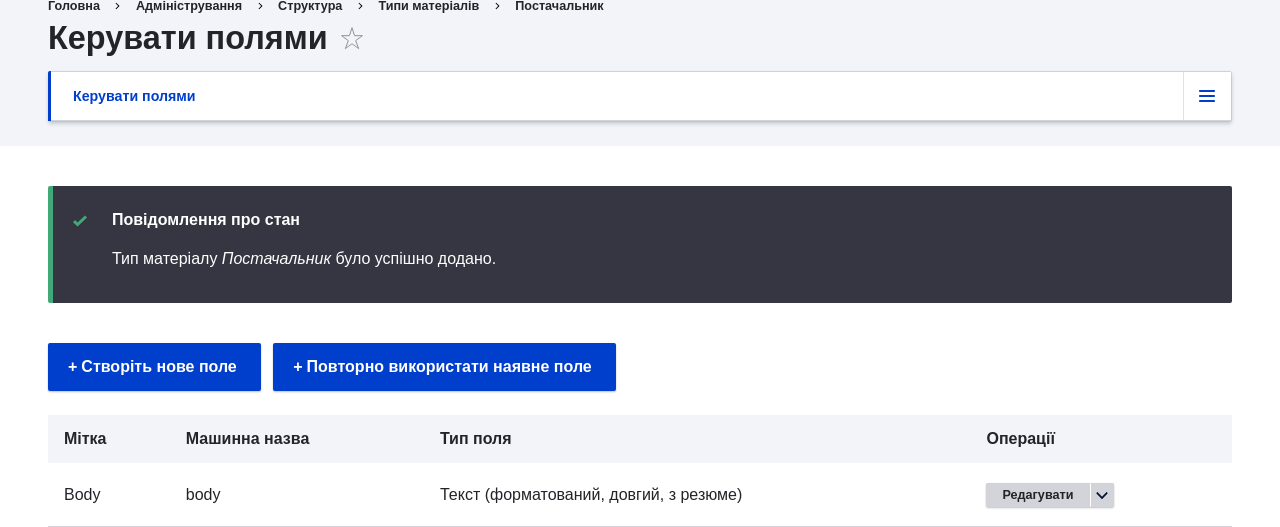 Головна > Адміністрування > Структура > Типи матеріалів > Постачальник
Керувати полями
Керувати полями
Повідомлення про стан
Тип матеріалу Постачальник було успішно додано.
+ Створіть нове поле + Повторно використати наявне поле
Мітка Машинна назва Тип поля Операції
Body body Текст (форматований, довгий, з резюме) Редагувати